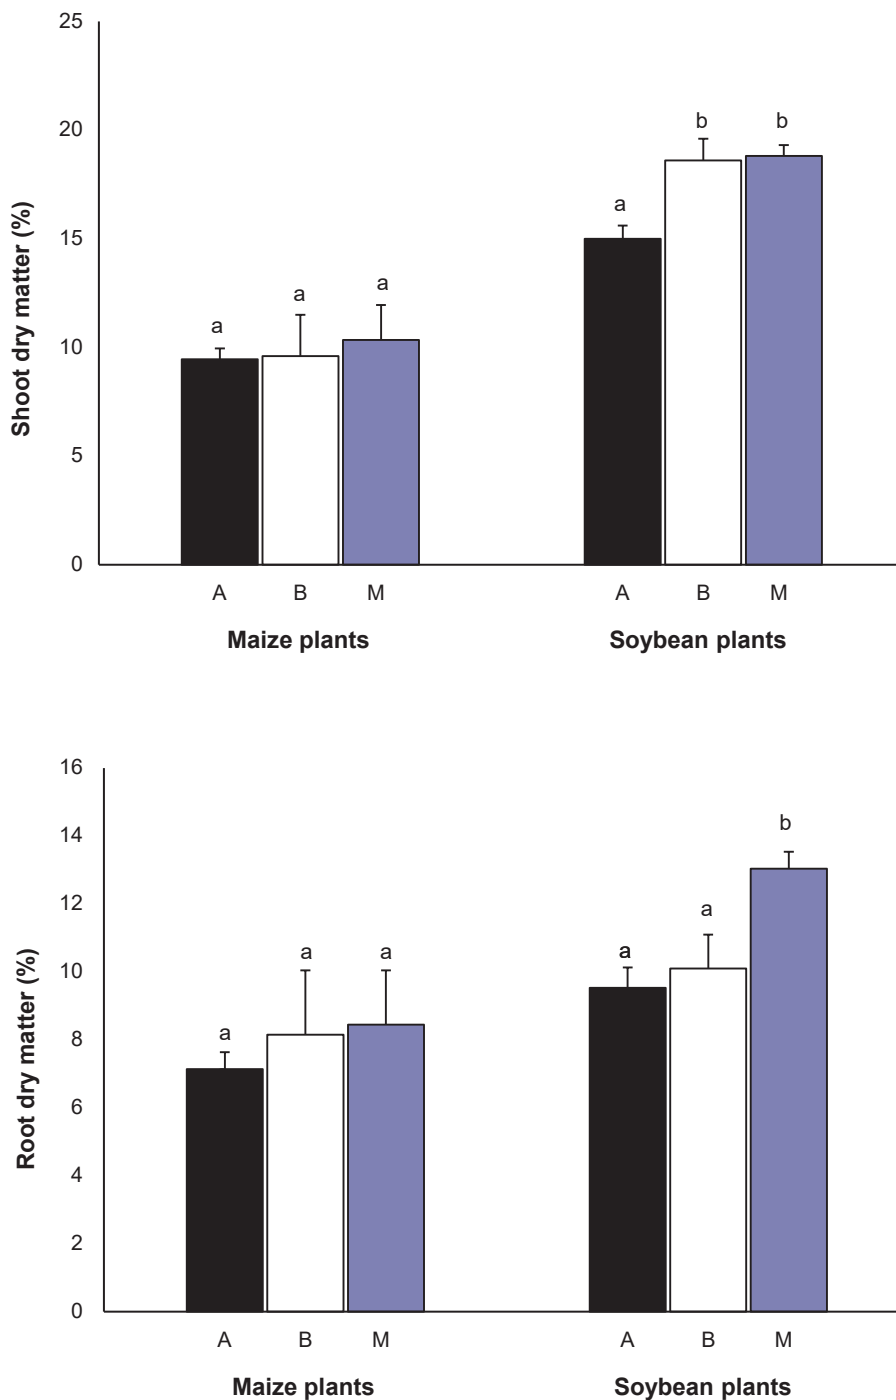 25
20
15
10
5
0
Shoot dry matter (%)
a
a
a
a
b
b
A B M A B M
Maize plants Soybean plants
16
14
12
10
8
6
4
2
0
Root dry matter (%)
a
a
a
a
a
b
A B M A B M
Maize plants Soybean plants